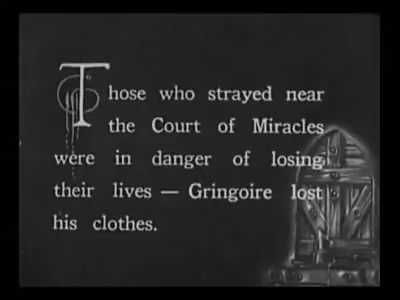 Those who strayed near
the Court of Miracles
were in danger of losing
their lives — Gringoire lost
his clothes.